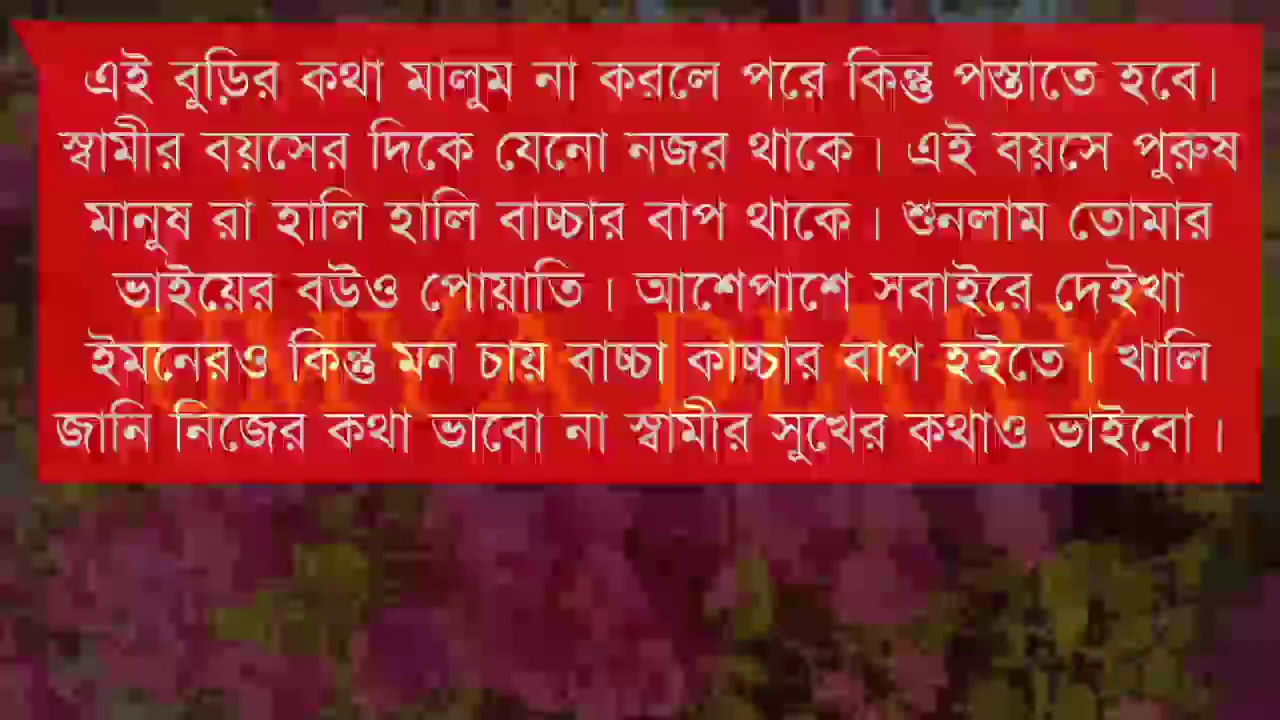 এই বুড়ির কথা মালুম না করলে পরে কিন্তু পস্তাতে হবে।
স্বামীর বয়সের দিকে যেনো নজর থাকে। এই বয়সে পুরুষ
মানুষ রা হালি হালি বাচ্চার বাপ থাকে। শুনলাম তোমার
ভাইয়ের বউও পোয়াতি। আশেপাশে সবাইরে দেইখা
ইমনেরও কিন্তু মন চায় বাচ্চা কাচ্চার বাপ হইতে। খালি
জানি নিজের কথা ভাবো না স্বামীর সুখের কথাও ভাইবো।